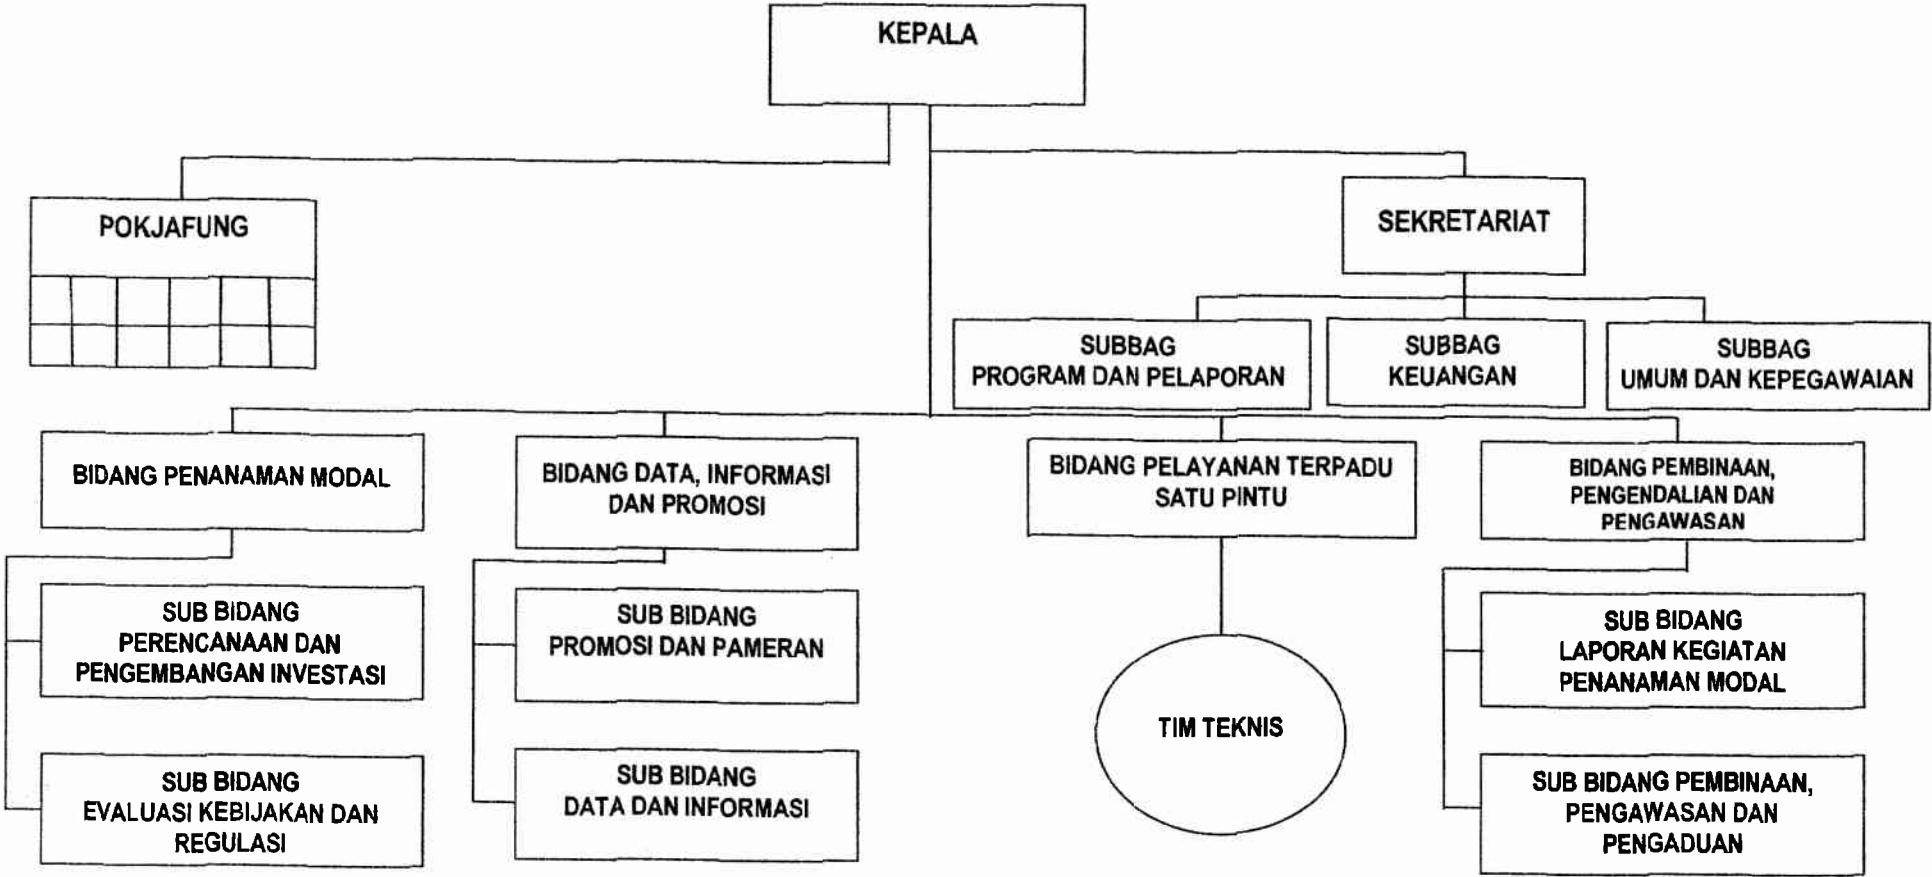 KEPALA
POKJAFUNG
SEKRETARIAT
SUBBAG
PROGRAM DAN PELAPORAN
SUBBAG
KEUANGAN
SUBBAG
UMUM DAN KEPEGAWAIAN
BIDANG PENANAMAN MODAL
BIDANG DATA, INFORMASI
DAN PROMOSI
BIDANG PELAYANAN TERPADU
SATU PINTU
BIDANG PEMBINAAN,
PENGENDALIAN DAN
PENGAWASAN
SUB BIDANG
PERENCANAAN DAN
PENGEMBANGAN INVESTASI
SUB BIDANG
PROMOSI DAN PAMERAN
TIM TEKNIS
SUB BIDANG
LAPORAN KEGIATAN
PENANAMAN MODAL
SUB BIDANG
EVALUASI KEBIJAKAN DAN
REGULASI
SUB BIDANG
DATA DAN INFORMASI
SUB BIDANG PEMBINAAN,
PENGAWASAN DAN
PENGADUAN